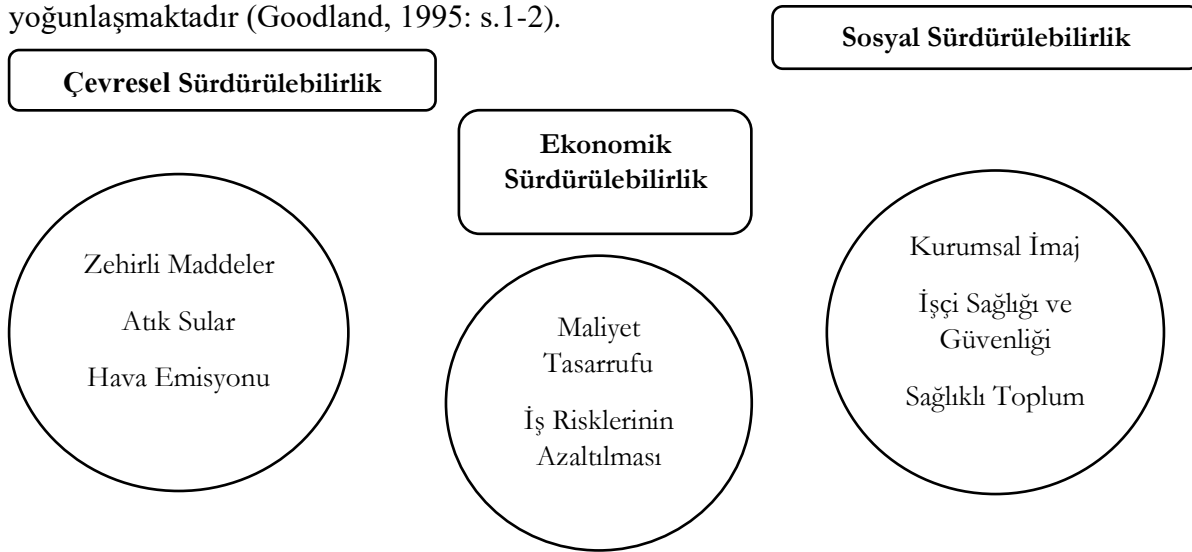 yoğunlaşmaktadır (Goodland, 1995: s.1-2).
Çevresel Sürdürülebilirlik
Zehirli Maddeler
Atık Sular
Hava Emisyonu
Ekonomik
Sürdürülebilirlik
Maliyet
Tasarrufu
İş Risklerinin
Azaltılması
Sosyal Sürdürülebilirlik
Kurumsal İmaj
İşçi Sağlığı ve
Güvenliği
Sağlıklı Toplum